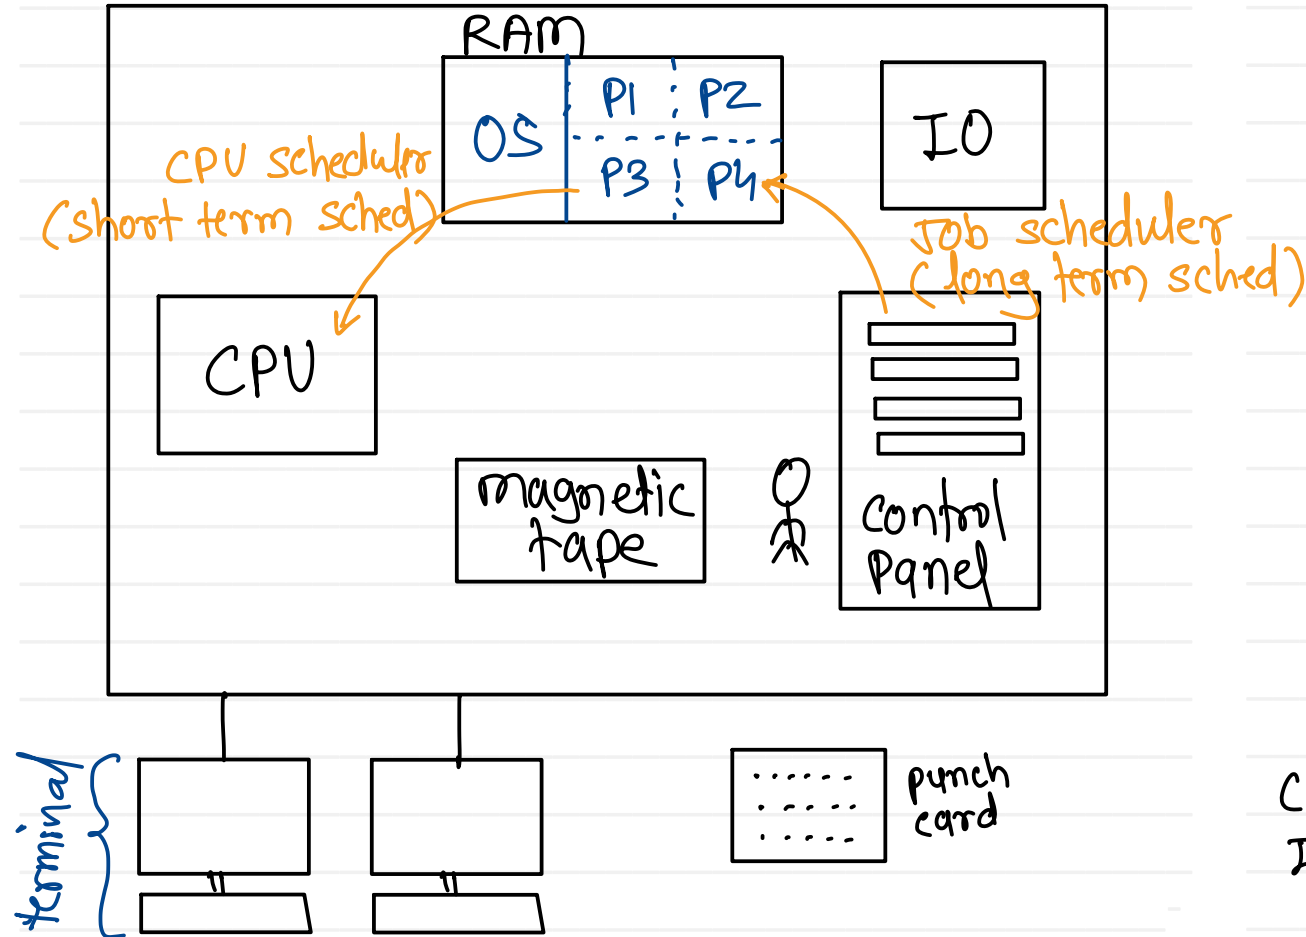 RAM
OS
P1
P2
P3
P4
IO
CPU scheduler
(short term sched)
Job scheduler
(long term sched)
CPU
magnetic
tape
control
Panel
terminal
punch
card
C
I